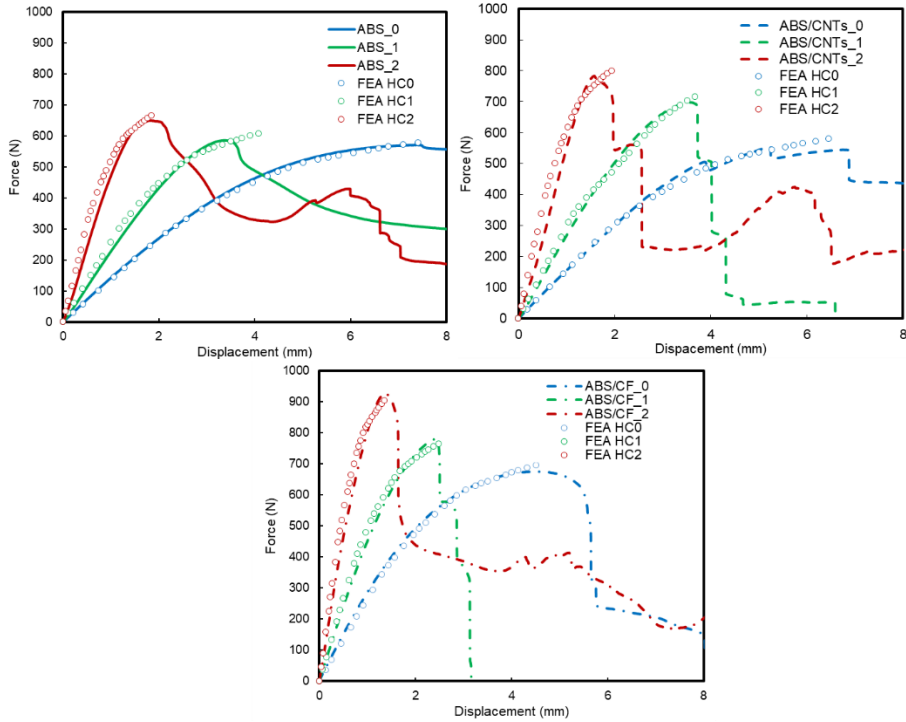 1000
900
800
700
600
500
400
300
200
100
0
Force (N)
ABS_0
ABS_1
ABS_2
FEA HC0
FEA HC1
FEA HC2
0 2 4 6 8
Displacement (mm)
1000
900
800
700
600
500
400
300
200
100
0
Force (N)
ABS/CNTs_0
ABS/CNTs_1
ABS/CNTs_2
FEA HC0
FEA HC1
FEA HC2
0 2 4 6 8
Displacement (mm)
1000
900
800
700
600
500
400
300
200
100
0
Force (N)
ABS/CF_0
ABS/CF_1
ABS/CF_2
FEA HC0
FEA HC1
FEA HC2
0 2 4 6 8
Displacement (mm)